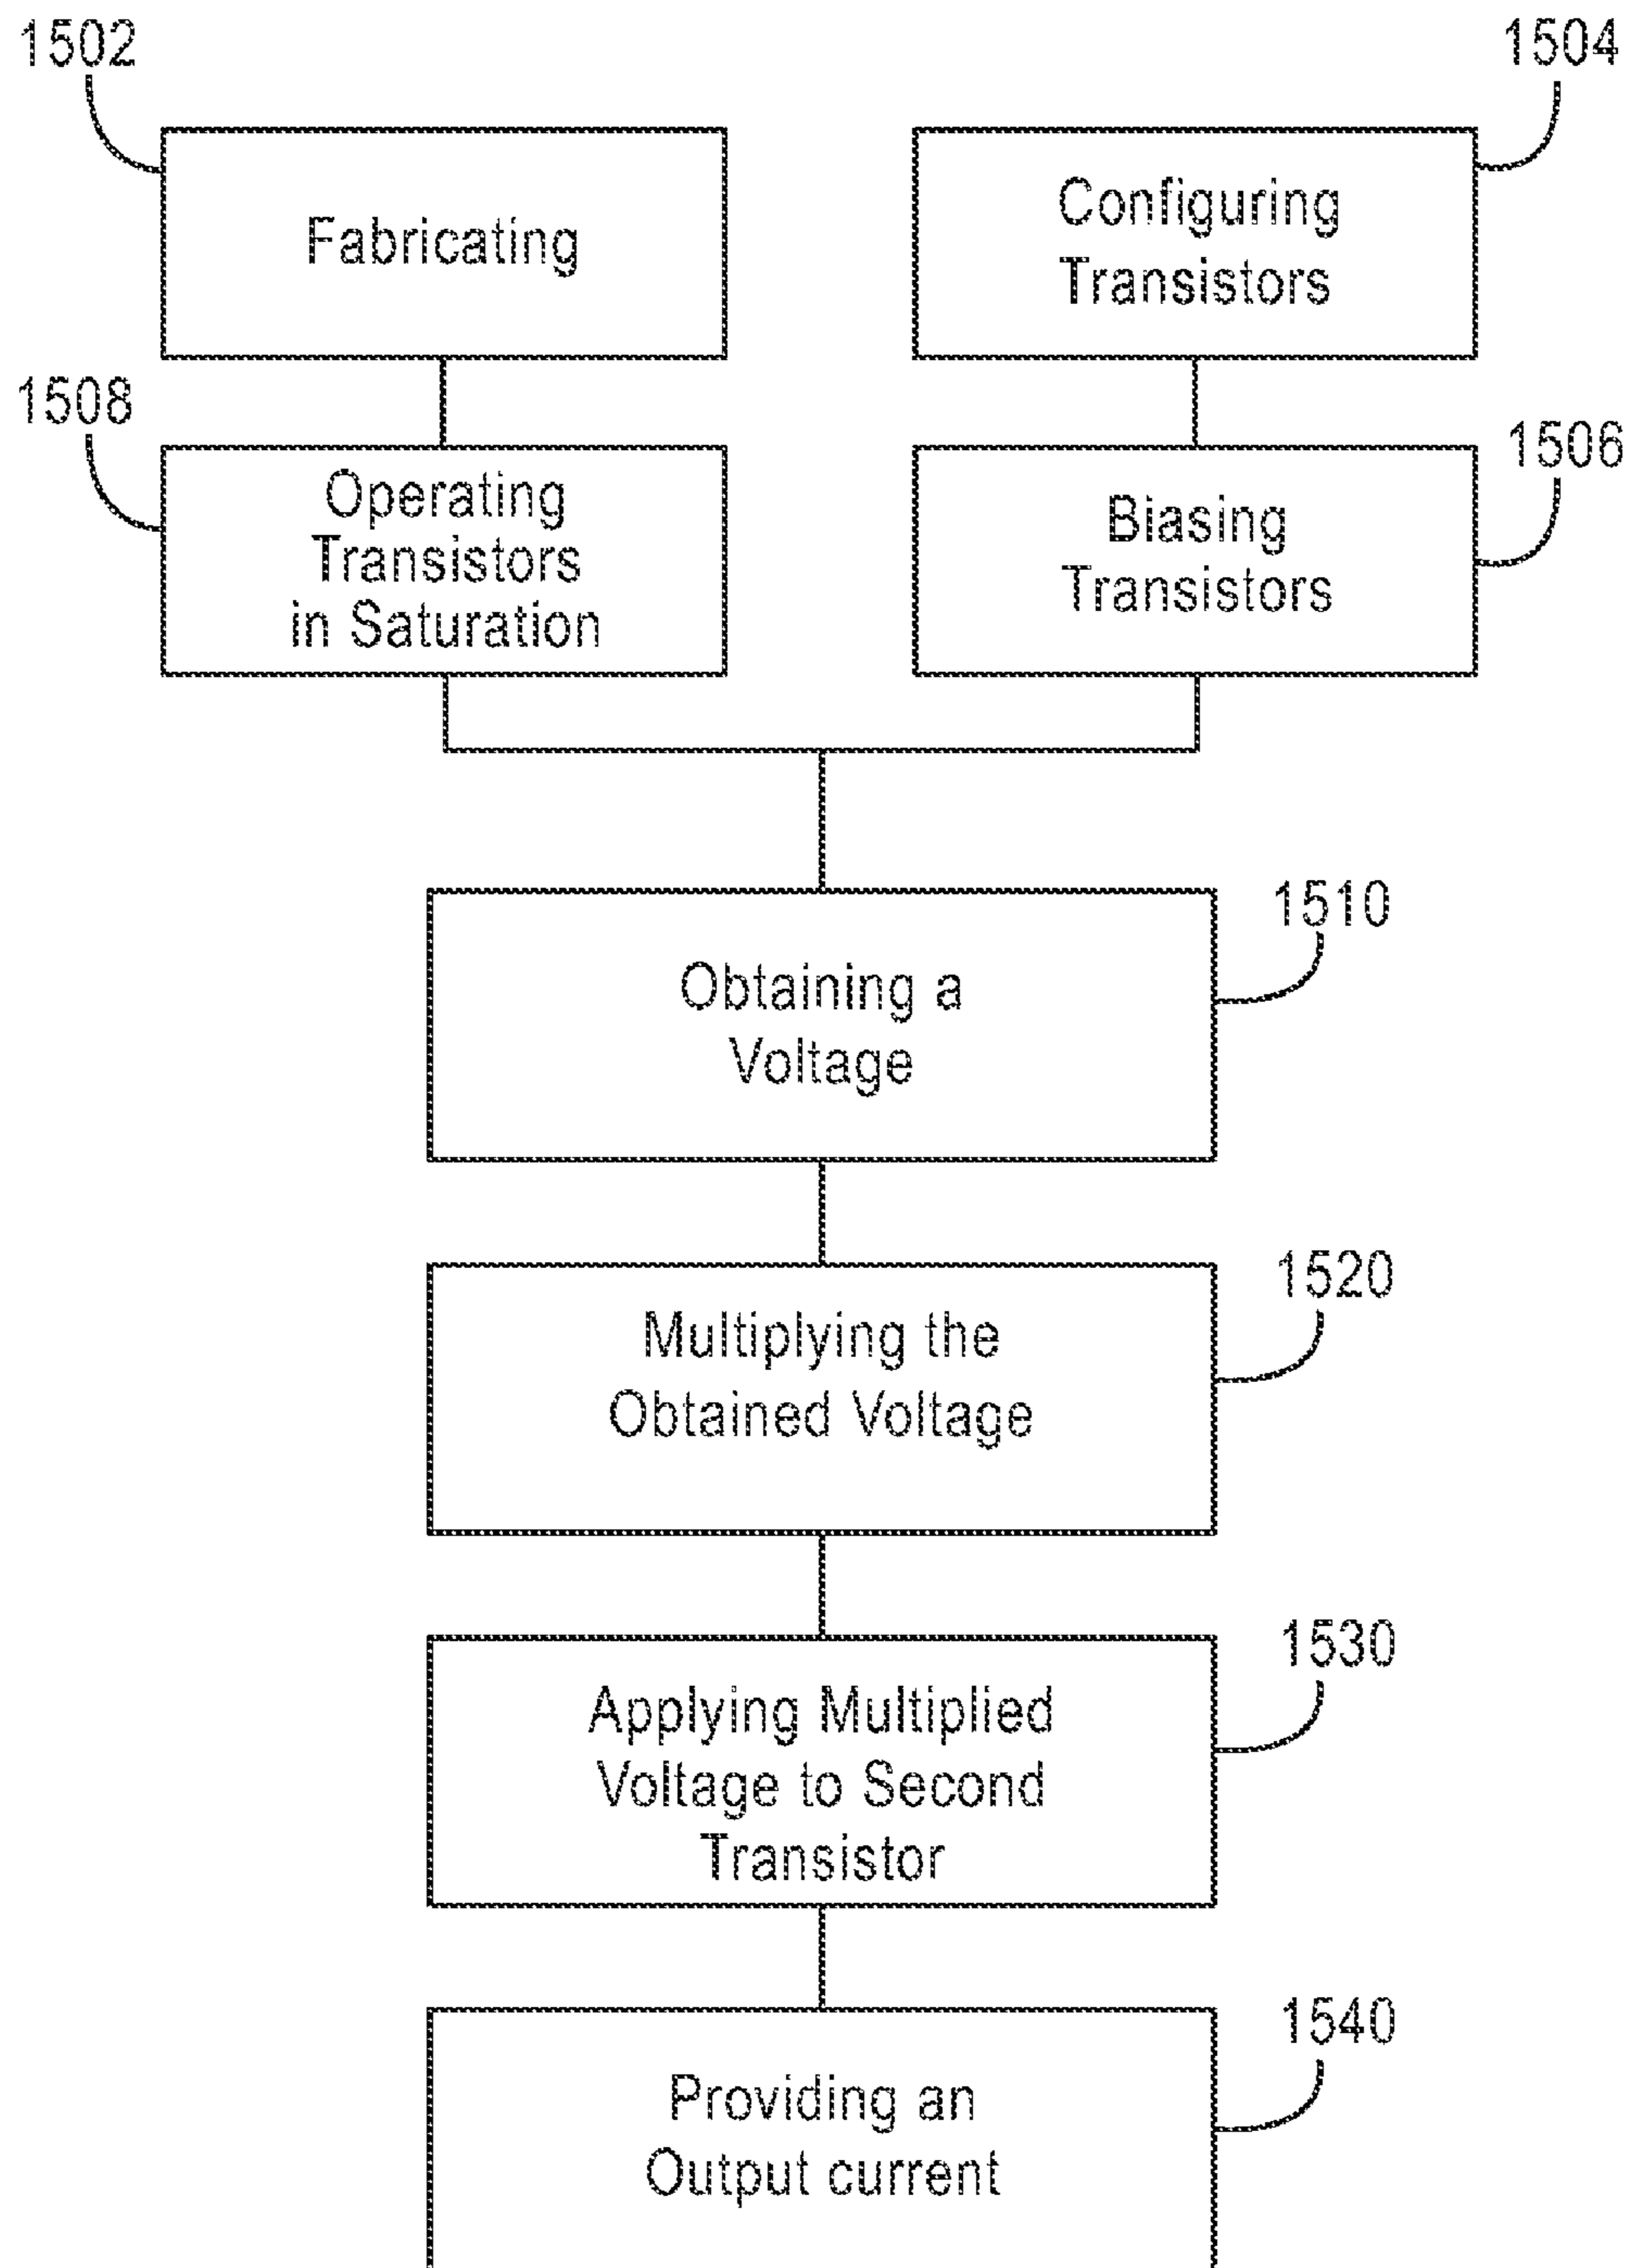 1502
1504
Fabricating
Configuring
Transistors
1508
1506
Operating
Transistors
in Saturation
Biasing
Transistors
1510
Obtaining a
Voltage
1520
Multiplying the
Obtained Voltage
1530
Applying Multiplied
Voltage to Second
Transistor
1540
Providing an
Output current